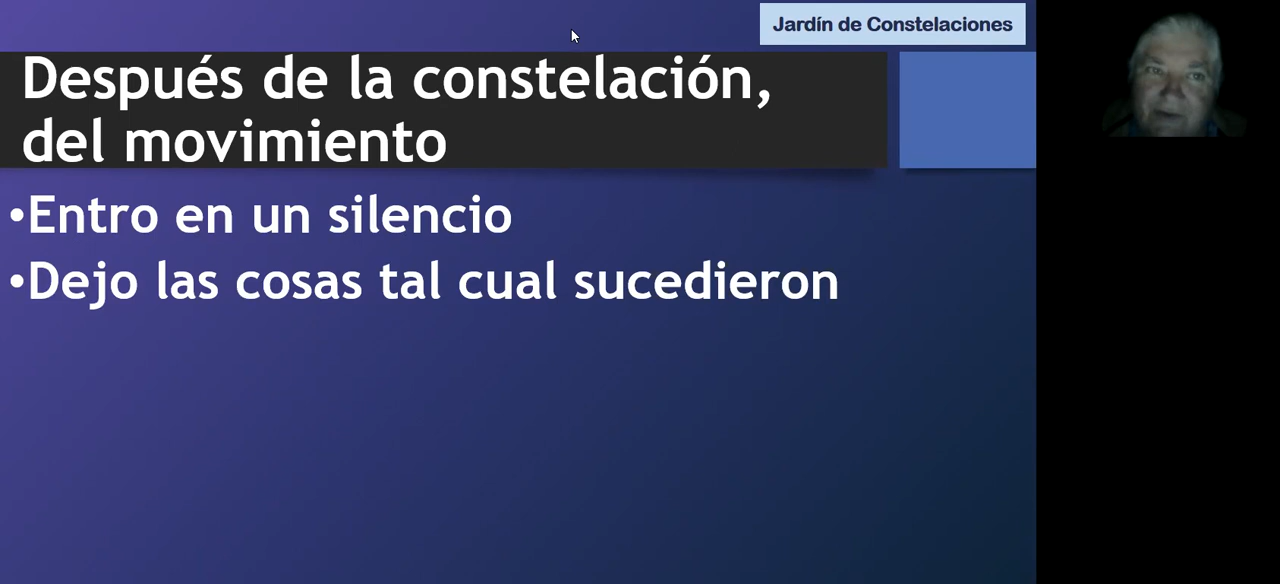 Jardín de Constelaciones
Después de la constelación,
del movimiento
•Entro en un silencio
•Dejo las cosas tal cual sucedieron